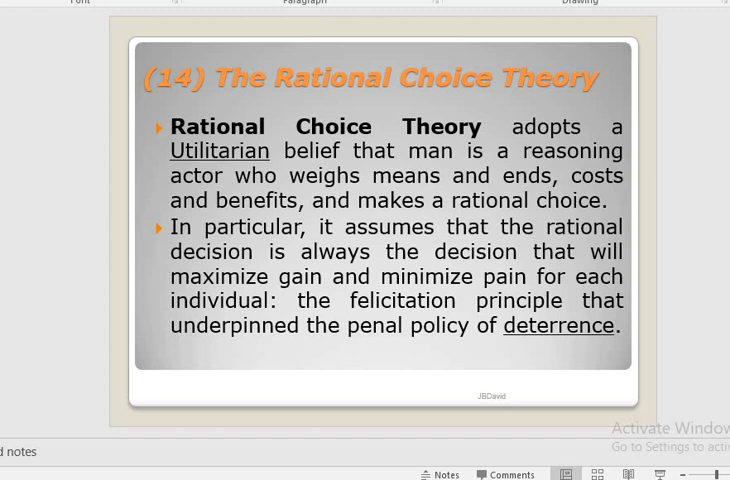 Font
Paragraph
Drawing
(14) The Rational Choice Theory
Rational Choice Theory adopts a
Utilitarian belief that man is a reasoning
actor who weighs means and ends, costs
and benefits, and makes a rational choice.
In particular, it assumes that the rational
decision is always the decision that will
maximize gain and minimize pain for each
individual: the felicitation principle that
underpinned the penal policy of deterrence.
JBDavid
Activate Window
Go to Settings to activ
d notes
Notes
Comments